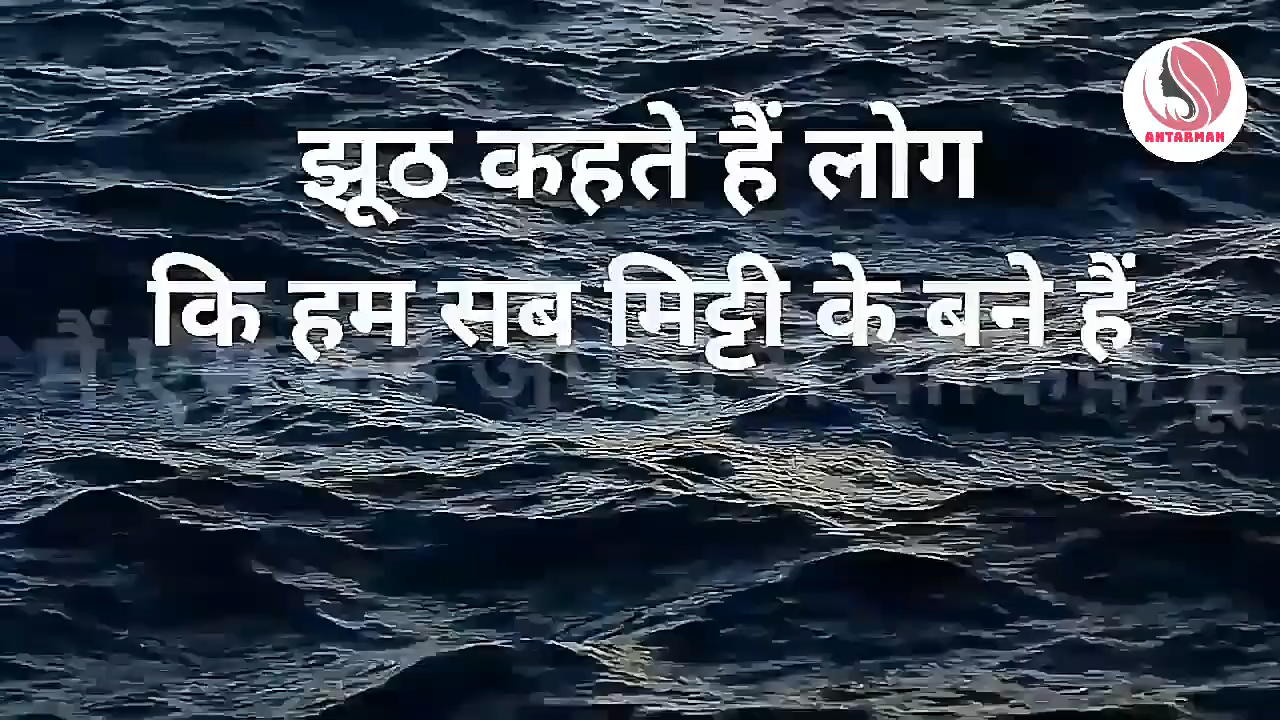 झूठ कहते हैं लोग
कि हम सब मिट्टी के बने हैं
मैं हूं
ANTARMAN